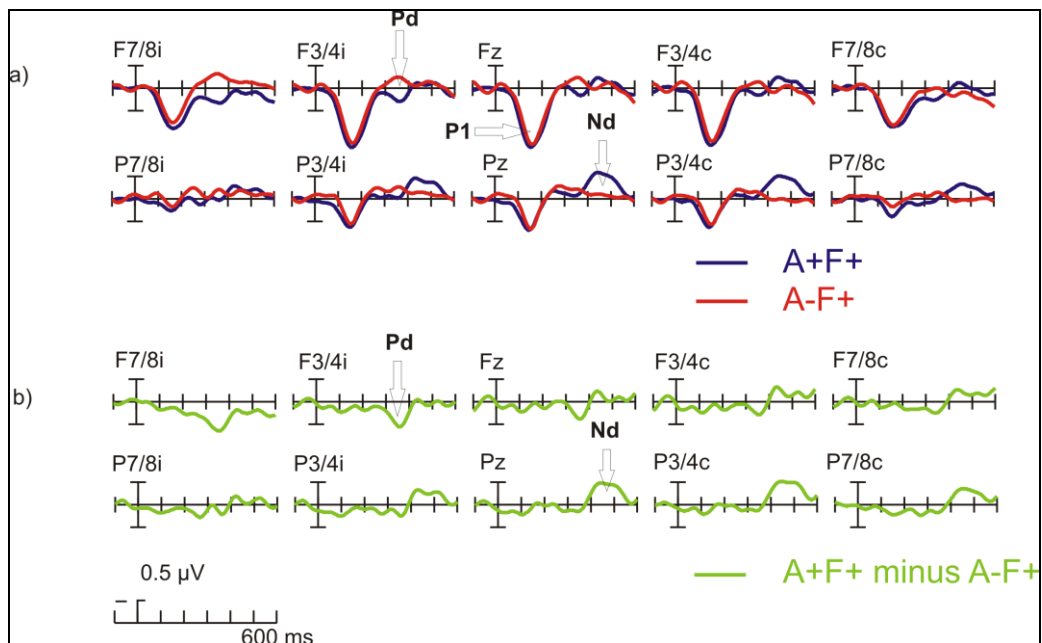 Pd
F7/8i F3/4i Fz F3/4c F7/8c
a)
P1 Nd
P7/8i P3/4i Pz P3/4c P7/8c
A+F+
A-F+
Pd
F7/8i F3/4i Fz F3/4c F7/8c
b)
Nd
P7/8i P3/4i Pz P3/4c P7/8c
0.5 µV A+F+ minus A-F+
−
600 ms